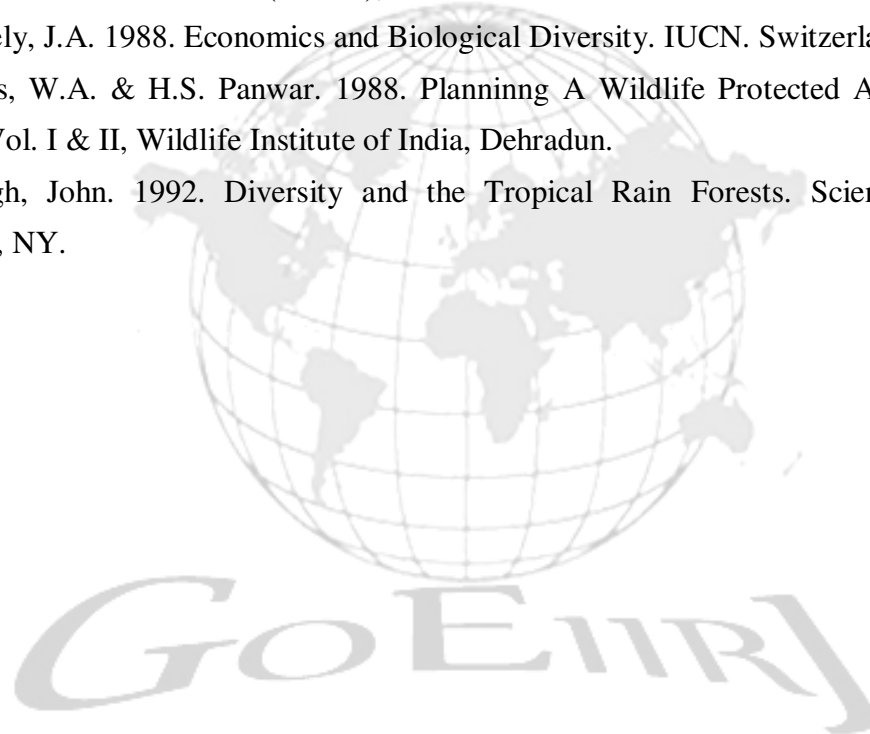 ely, J.A. 1988. Economics and Biological Diversity. IUCN. Switzerla
s, W.A. & H.S. Panwar. 1988. Planninng A Wildlife Protected A
Vol. I & II, Wildlife Institute of India, Dehradun.
gh, John. 1992. Diversity and the Tropical Rain Forests. Scien
, NY.
GOEIIRJ